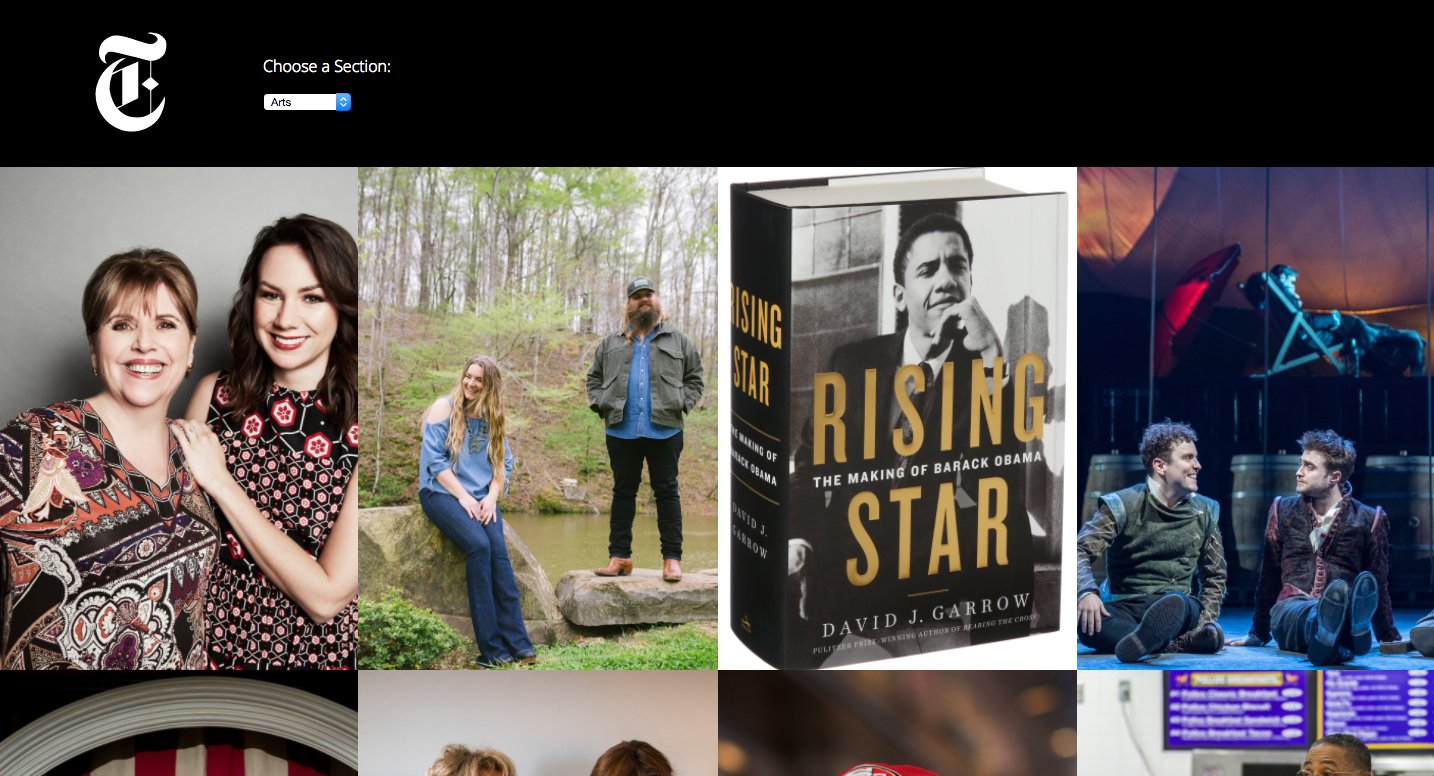 T
Choose a Section:
Arts
RISING
STAR
THE MAKING OF
BARACK OBAMA
DAVID J.
GARROW
RISING
THE MAKING OF BARACK OBAMA
STAR
DAVID J. GARROW
PULITZER PRIZE–WINNING AUTHOR OF BEARING THE CROSS